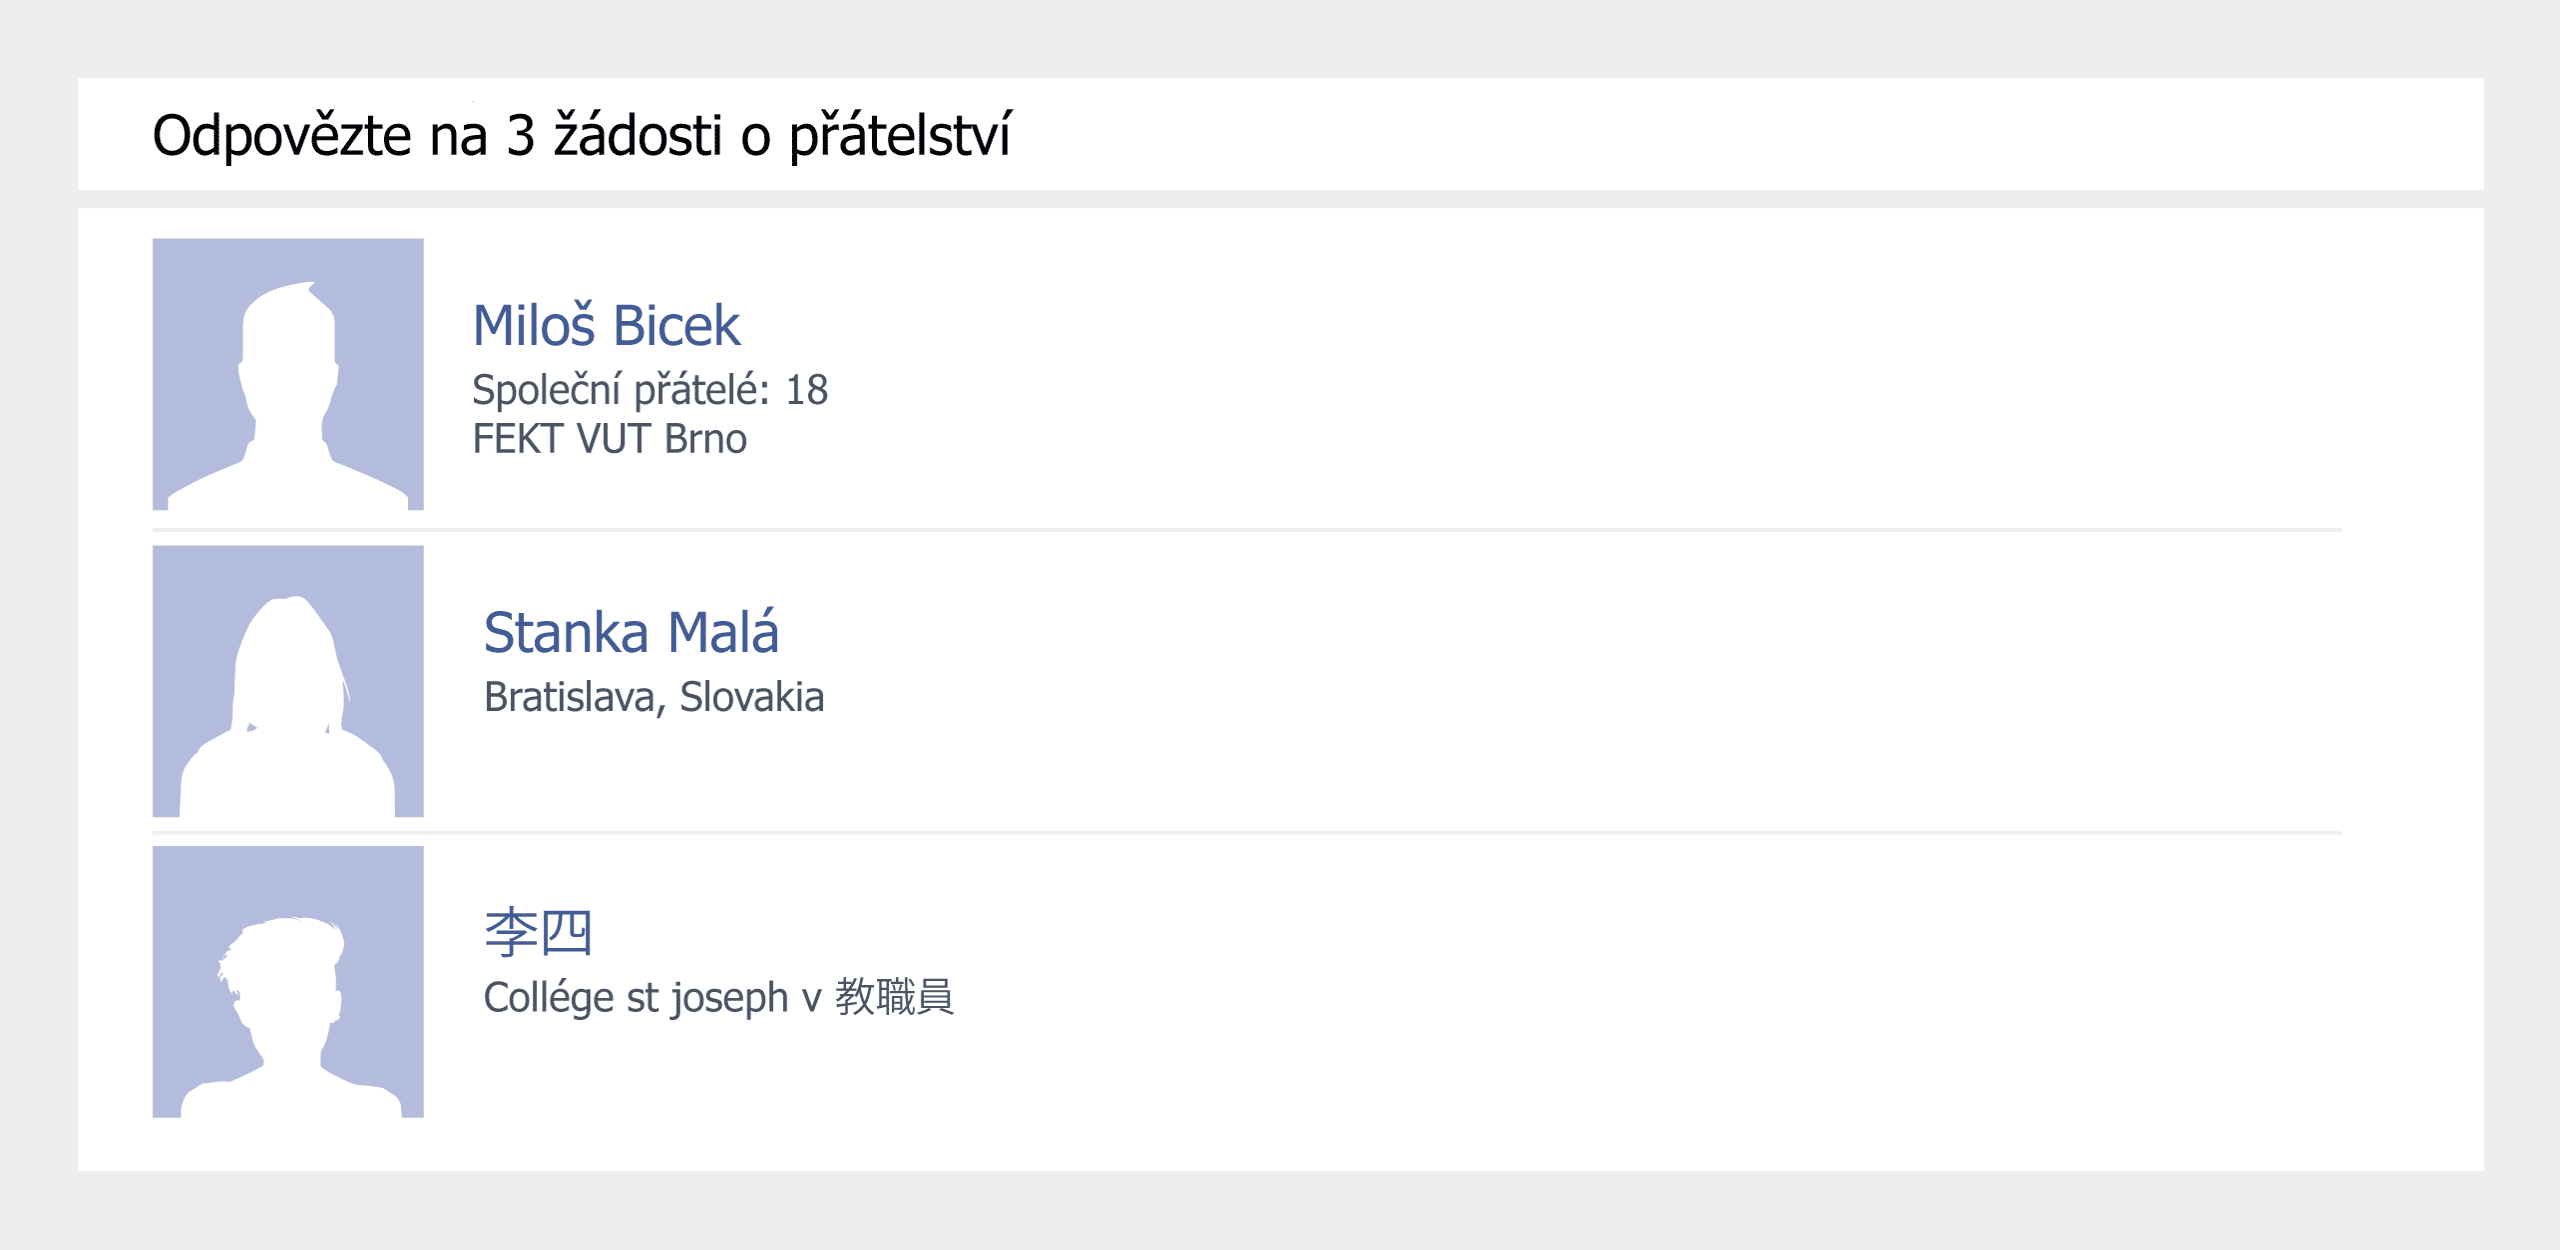 Odpovězte na 3 žádosti o přátelství
Miloš Bicek
Společní přátelé: 18
FEKT VUT Brno
Stanka Malá
Bratislava, Slovakia
李四
Collége st joseph v 教職員